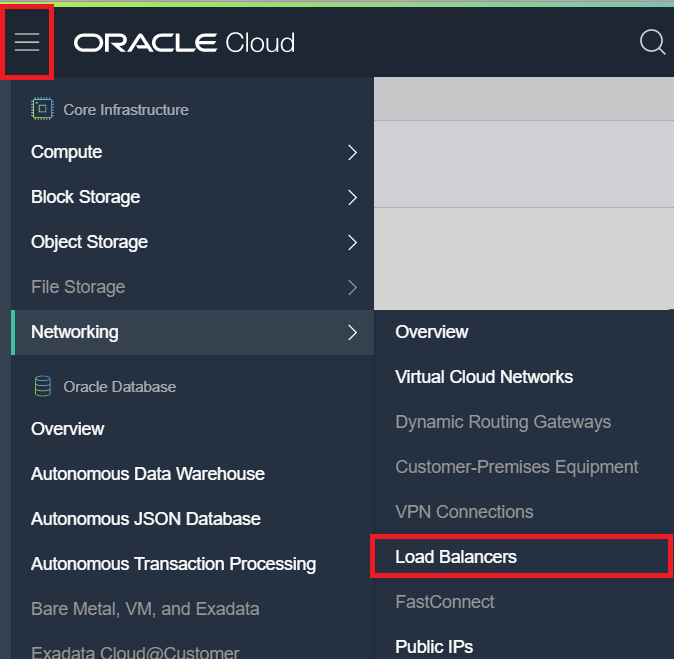 ORACLE Cloud
Core Infrastructure
Compute
Block Storage
Object Storage
File Storage
Networking
Oracle Database
Overview
Autonomous Data Warehouse
Autonomous JSON Database
Autonomous Transaction Processing
Bare Metal, VM, and Exadata
Exadata Cloud@Customer
Overview
Virtual Cloud Networks
Dynamic Routing Gateways
Customer-Premises Equipment
VPN Connections
Load Balancers
FastConnect
Public IPs